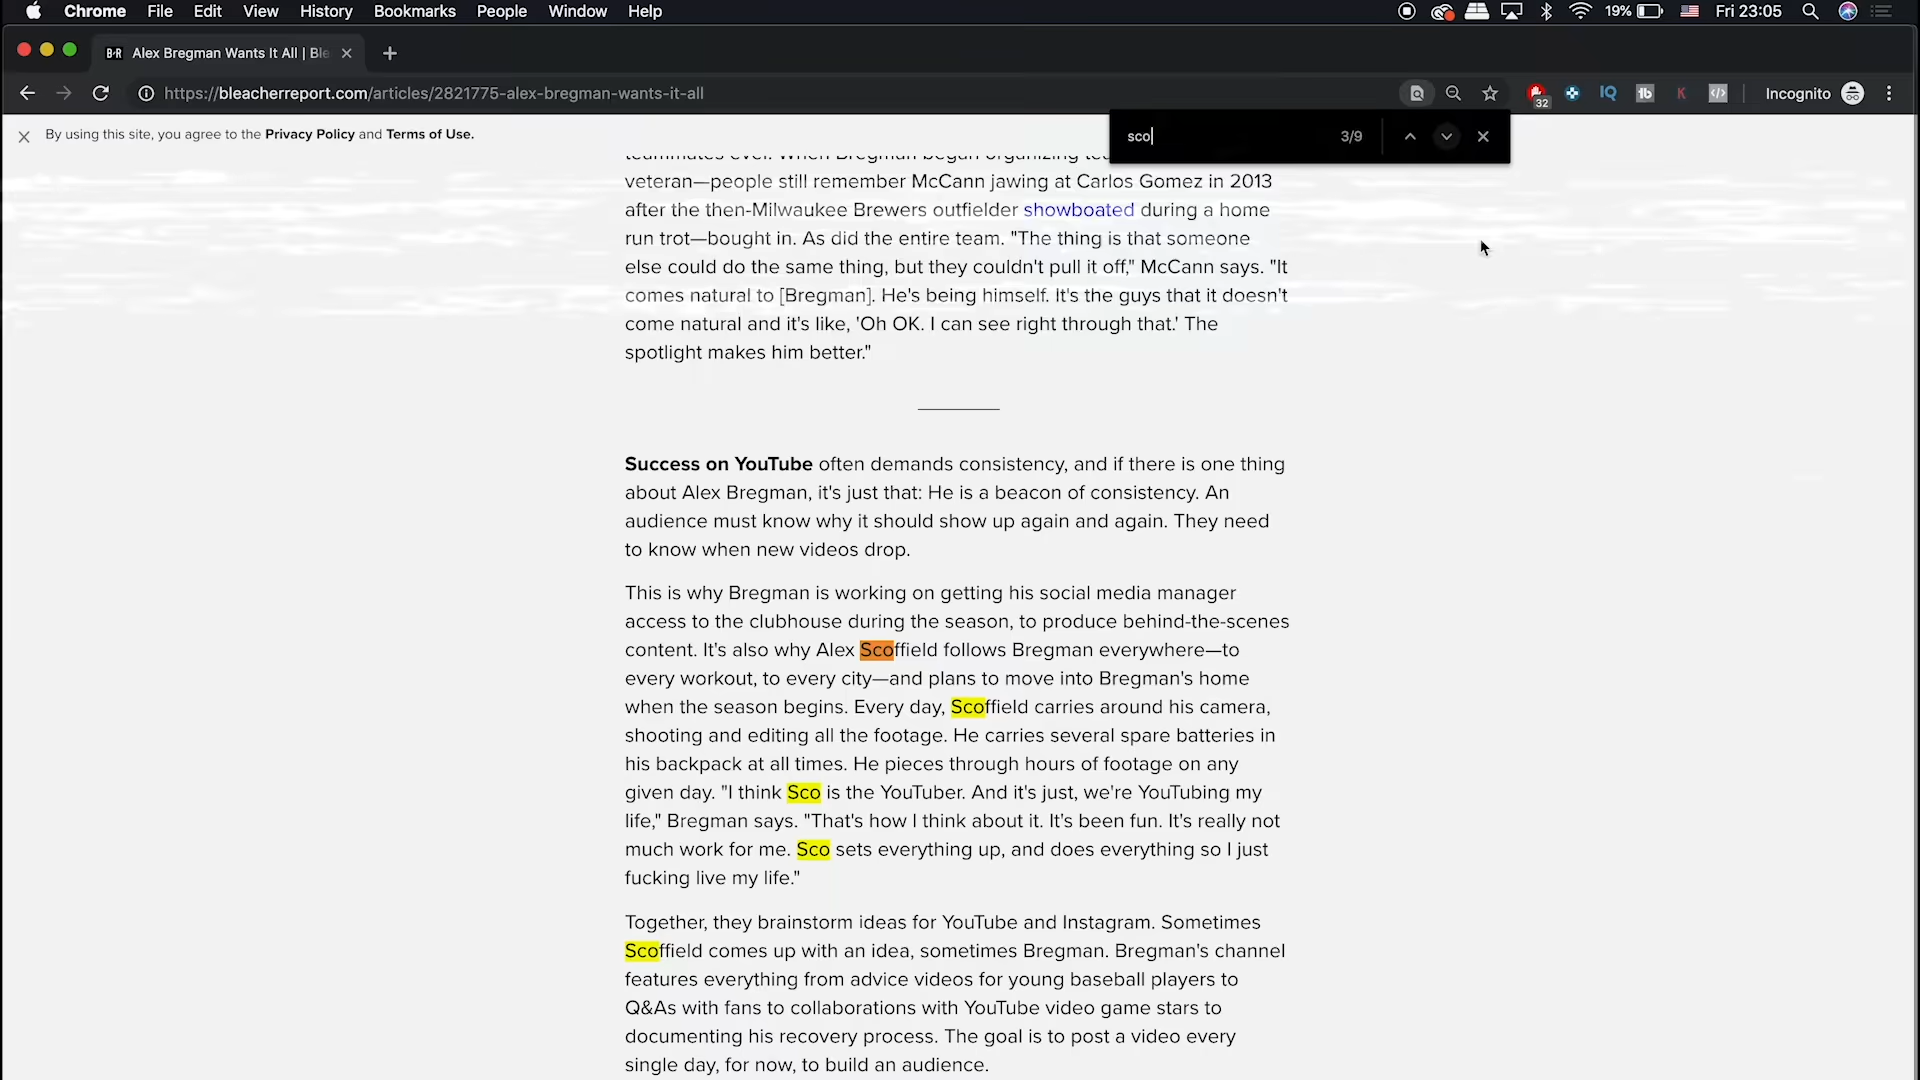 Chrome File Edit View History Bookmarks People Window Help 19% Fri 23:05
B/R Alex Bregman Wants It All | Ble
https://bleacherreport.com/articles/2821775-alex-bregman-wants-it-all 32 IQ tb K </> Incognito
sco 3/9
By using this site, you agree to the Privacy Policy and Terms of Use.
teammates ever. When Bregman began organizing
veteran—people still remember McCann jawing at Carlos Gomez in 2013
after the then-Milwaukee Brewers outfielder showboated during a home
run trot—bought in. As did the entire team. "The thing is that someone
else could do the same thing, but they couldn't pull it off," McCann says. "It
comes natural to [Bregman]. He's being himself. It's the guys that it doesn't
come natural and it's like, 'Oh OK. I can see right through that.' The
spotlight makes him better."
Success on YouTube often demands consistency, and if there is one thing
about Alex Bregman, it's just that: He is a beacon of consistency. An
audience must know why it should show up again and again. They need
to know when new videos drop.
This is why Bregman is working on getting his social media manager
access to the clubhouse during the season, to produce behind-the-scenes
content. It's also why Alex Scoffield follows Bregman everywhere—to
every workout, to every city—and plans to move into Bregman's home
when the season begins. Every day, Scoffield carries around his camera,
shooting and editing all the footage. He carries several spare batteries in
his backpack at all times. He pieces through hours of footage on any
given day. "I think Sco is the YouTuber. And it's just, we're YouTubing my
life," Bregman says. "That's how I think about it. It's been fun. It's really not
much work for me. Sco sets everything up, and does everything so I just
fucking live my life."
Together, they brainstorm ideas for YouTube and Instagram. Sometimes
Scoffield comes up with an idea, sometimes Bregman. Bregman's channel
features everything from advice videos for young baseball players to
Q&As with fans to collaborations with YouTube video game stars to
documenting his recovery process. The goal is to post a video every
single day, for now, to build an audience.